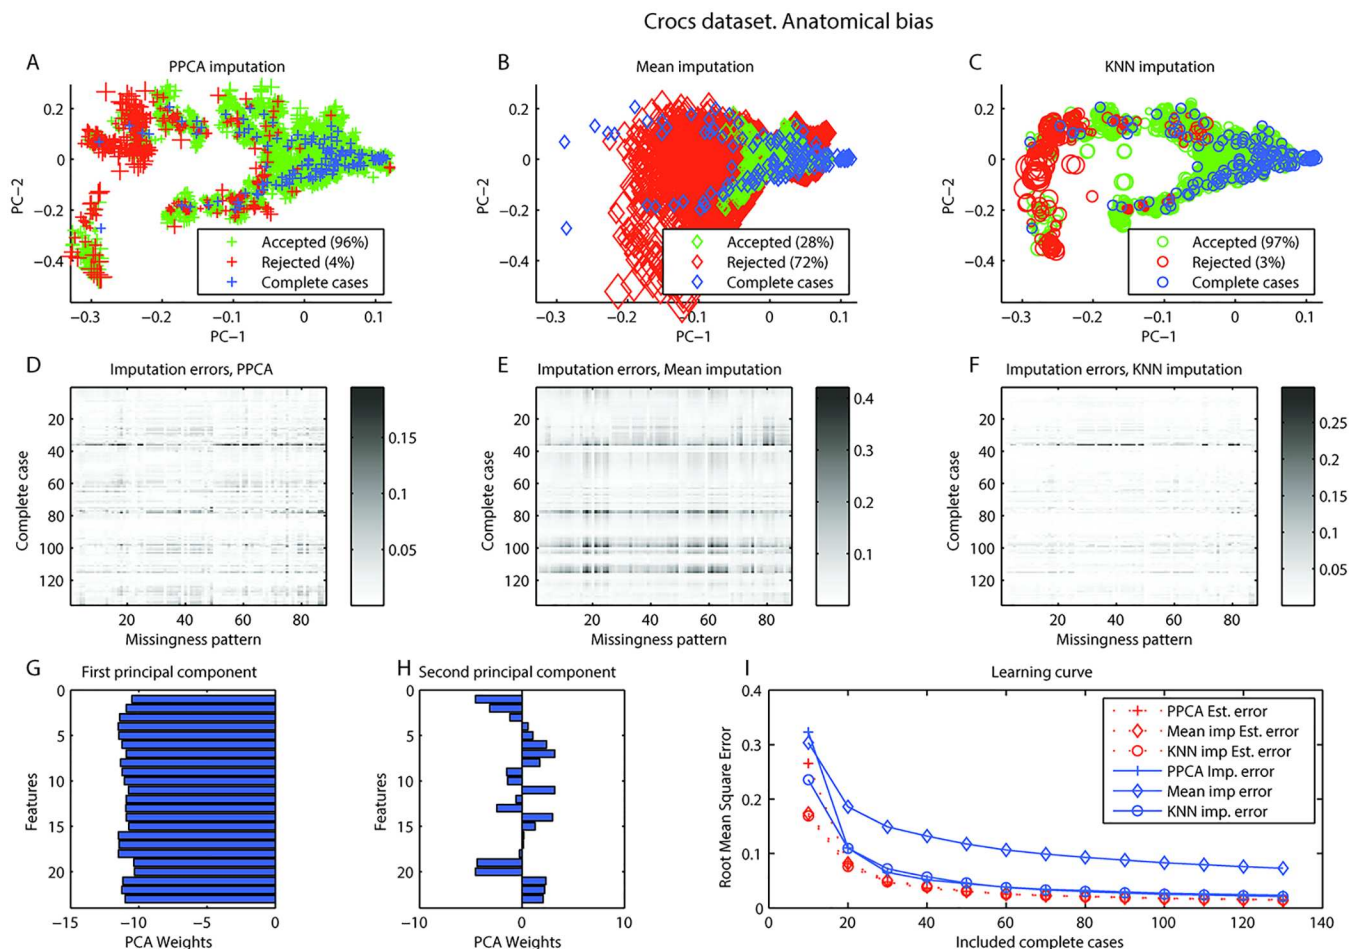 Crocs dataset. Anatomical bias
A
PPCA imputation
0.2
0
−0.2
−0.4
PC−2
−0.3
−0.2
−0.1
0
0.1
PC−1
Accepted (96%)
Rejected (4%)
Complete cases
B
Mean imputation
0.2
0
−0.2
−0.4
PC−2
−0.3
−0.2
−0.1
0
0.1
PC−1
Accepted (28%)
Rejected (72%)
Complete cases
C
KNN imputation
0.2
0
−0.2
−0.4
PC−2
−0.3
−0.2
−0.1
0
0.1
PC−1
Accepted (97%)
Rejected (3%)
Complete cases
D
Imputation errors, PPCA
20
40
60
80
100
120
Complete case
20
40
60
80
Missingness pattern
0.15
0.1
0.05
E
Imputation errors, Mean imputation
20
40
60
80
100
120
Complete case
20
40
60
80
Missingness pattern
0.4
0.3
0.2
0.1
F
Imputation errors, KNN imputation
20
40
60
80
100
120
Complete case
20
40
60
80
Missingness pattern
0.25
0.2
0.15
0.1
0.05
G
First principal component
0
5
10
15
20
Features
−15
−10
−5
0
PCA Weights
H
Second principal component
0
5
10
15
20
Features
−10
0
10
PCA Weights
I
Learning curve
0.4
0.3
0.2
0.1
0
Root Mean Square Error
0
20
40
60
80
100
120
140
Included complete cases
PPCA Est. error
Mean imp Est. error
KNN imp Est. error
PPCA Imp. error
Mean imp error
KNN imp. error